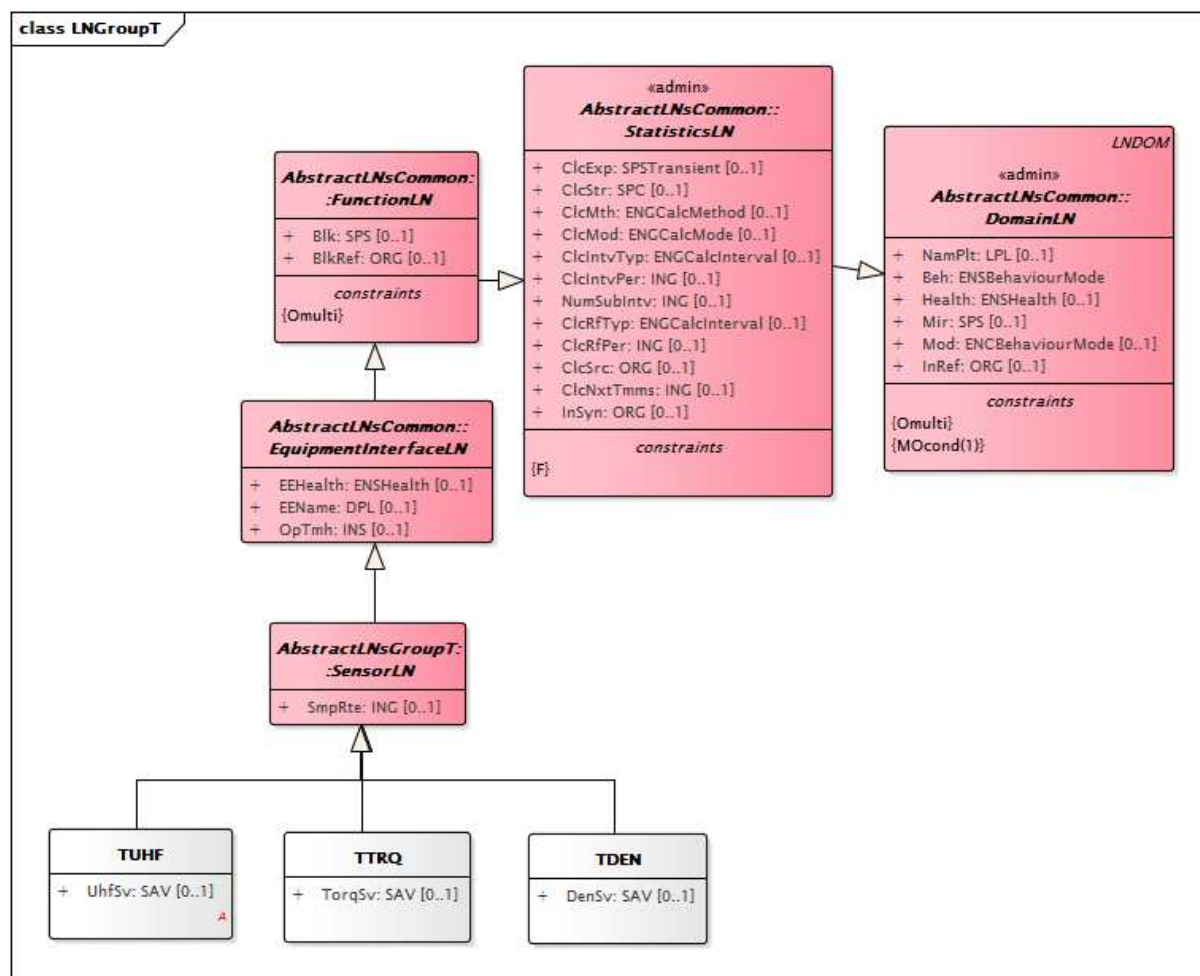 class LNGroupT
«admin»
AbstractLNsCommon::
StatisticsLN
+ ClcExp: SPSTransient [0..1]
+ ClcStr: SPC [0..1]
+ ClcMth: ENGCalcMethod [0..1]
+ ClcMod: ENGCalcMode [0..1]
+ ClcIntvTyp: ENGCalcInterval [0..1]
+ ClcIntvPer: ING [0..1]
+ NumSubIntv: ING [0..1]
+ ClcRfTyp: ENGCalcInterval [0..1]
+ ClcRfPer: ING [0..1]
+ ClcSrc: ORG [0..1]
+ ClcNxtTmms: ING [0..1]
+ InSyn: ORG [0..1]
constraints
{F}
LNDOM
«admin»
AbstractLNsCommon::
DomainLN
+ NamPlt: LPL [0..1]
+ Beh: ENSBehaviourMode
+ Health: ENSHealth [0..1]
+ Mir: SPS [0..1]
+ Mod: ENCBehaviourMode [0..1]
+ InRef: ORG [0..1]
constraints
{Omulti}
{MOcond(1)}
AbstractLNsCommon:
:FunctionLN
+ Blk: SPS [0..1]
+ BlkRef: ORG [0..1]
constraints
{Omulti}
AbstractLNsCommon::
EquipmentInterfaceLN
+ EEHealth: ENSHealth [0..1]
+ EEName: DPL [0..1]
+ OpTmh: INS [0..1]
AbstractLNsGroupT:
:SensorLN
+ SmpRte: ING [0..1]
TUHF
+ UhfSv: SAV [0..1]
A
TTRQ
+ TorqSv: SAV [0..1]
TDEN
+ DenSv: SAV [0..1]